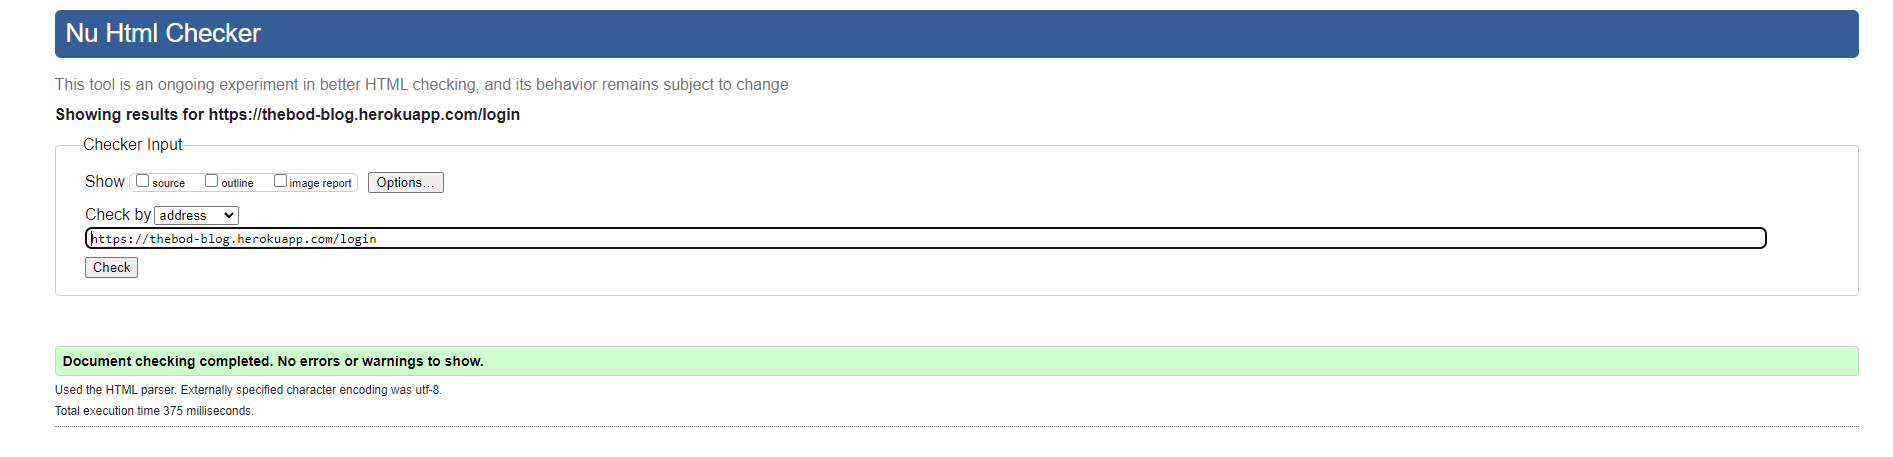 Nu Html Checker
This tool is an ongoing experiment in better HTML checking, and its behavior remains subject to change
Showing results for https://thebod-blog.herokuapp.com/login
Checker Input
Show source outline image report Options...
Check by address
https://thebod-blog.herokuapp.com/login
Check
Document checking completed. No errors or warnings to show.
Used the HTML parser. Externally specified character encoding was utf-8.
Total execution time 375 milliseconds.